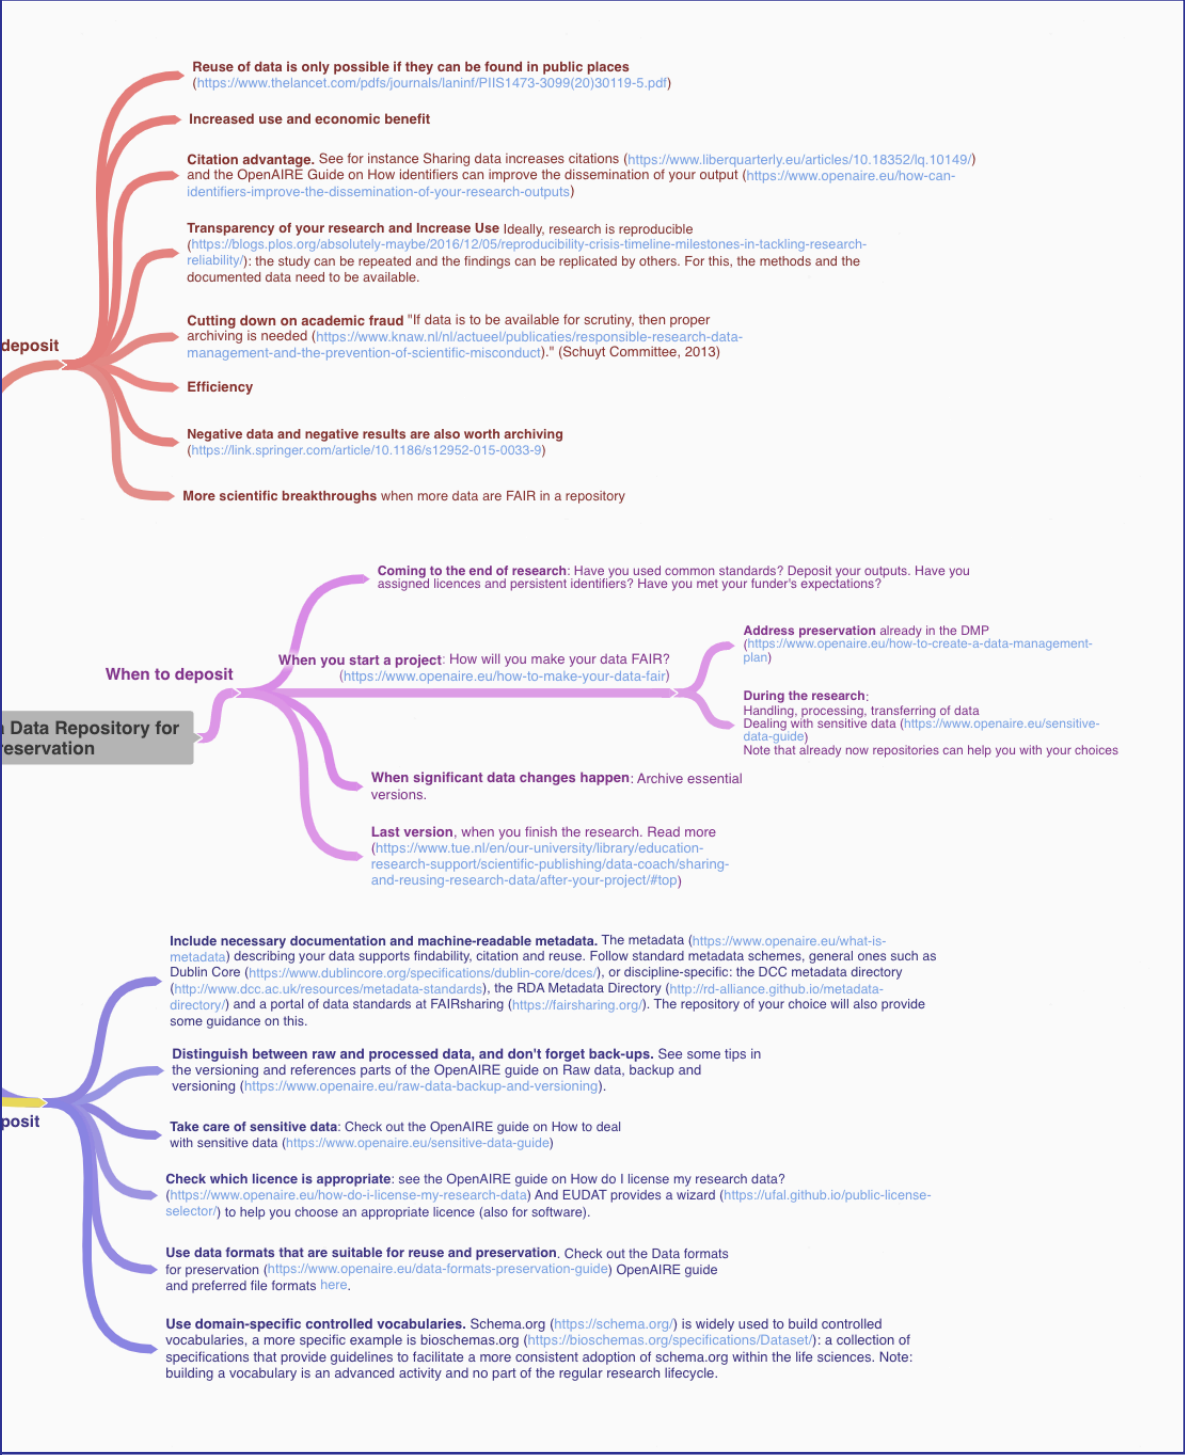 Reuse of data is only possible if they can be found in public places
(https://www.thelancet.com/pdfs/journals/laninf/PIIS1473-3099(20)30119-5.pdf)
Increased use and economic benefit
Citation advantage. See for instance Sharing data increases citations (https://www.liberquarterly.eu/articles/10.18352/lq.10149/)
and the OpenAIRE Guide on How identifiers can improve the dissemination of your output (https://www.openaire.eu/how-can-
identifiers-improve-the-dissemination-of-your-research-outputs)
Transparency of your research and Increase Use Ideally, research is reproducible
(https://blogs.plos.org/absolutely-maybe/2016/12/05/reproducibility-crisis-timeline-milestones-in-tackling-research-
reliability/): the study can be repeated and the findings can be replicated by others. For this, the methods and the
documented data need to be available.
Cutting down on academic fraud "If data is to be available for scrutiny, then proper
archiving is needed (https://www.knaw.nl/nl/actueel/publicaties/responsible-research-data-
management-and-the-prevention-of-scientific-misconduct)." (Schuyt Committee, 2013)
deposit
Efficiency
Negative data and negative results are also worth archiving
(https://link.springer.com/article/10.1186/s12952-015-0033-9)
More scientific breakthroughs when more data are FAIR in a repository
Coming to the end of research: Have you used common standards? Deposit your outputs. Have you
assigned licences and persistent identifiers? Have you met your funder's expectations?
When to deposit
When you start a project: How will you make your data FAIR?
(https://www.openaire.eu/how-to-make-your-data-fair)
Address preservation already in the DMP
(https://www.openaire.eu/how-to-create-a-data-management-
plan)
During the research:
Handling, processing, transferring of data
Dealing with sensitive data (https://www.openaire.eu/sensitive-
data-guide)
Note that already now repositories can help you with your choices
a Data Repository for
reservation
When significant data changes happen: Archive essential
versions.
Last version, when you finish the research. Read more
(https://www.tue.nl/en/our-university/library/education-
research-support/scientific-publishing/data-coach/sharing-
and-reusing-research-data/after-your-project/#top)
Include necessary documentation and machine-readable metadata. The metadata (https://www.openaire.eu/what-is-
metadata) describing your data supports findability, citation and reuse. Follow standard metadata schemes, general ones such as
Dublin Core (https://www.dublincore.org/specifications/dublin-core/dces/), or discipline-specific: the DCC metadata directory
(http://www.dcc.ac.uk/resources/metadata-standards), the RDA Metadata Directory (http://rd-alliance.github.io/metadata-
directory/) and a portal of data standards at FAIRsharing (https://fairsharing.org/). The repository of your choice will also provide
some guidance on this.
Distinguish between raw and processed data, and don't forget back-ups. See some tips in
the versioning and references parts of the OpenAIRE guide on Raw data, backup and
versioning (https://www.openaire.eu/raw-data-backup-and-versioning).
posit
Take care of sensitive data: Check out the OpenAIRE guide on How to deal
with sensitive data (https://www.openaire.eu/sensitive-data-guide)
Check which licence is appropriate: see the OpenAIRE guide on How do I license my research data?
(https://www.openaire.eu/how-do-i-license-my-research-data) And EUDAT provides a wizard (https://ufal.github.io/public-license-
selector/) to help you choose an appropriate licence (also for software).
Use data formats that are suitable for reuse and preservation. Check out the Data formats
for preservation (https://www.openaire.eu/data-formats-preservation-guide) OpenAIRE guide
and preferred file formats here.
Use domain-specific controlled vocabularies. Schema.org (https://schema.org/) is widely used to build controlled
vocabularies, a more specific example is bioschemas.org (https://bioschemas.org/specifications/Dataset/): a collection of
specifications that provide guidelines to facilitate a more consistent adoption of schema.org within the life sciences. Note:
building a vocabulary is an advanced activity and no part of the regular research lifecycle.